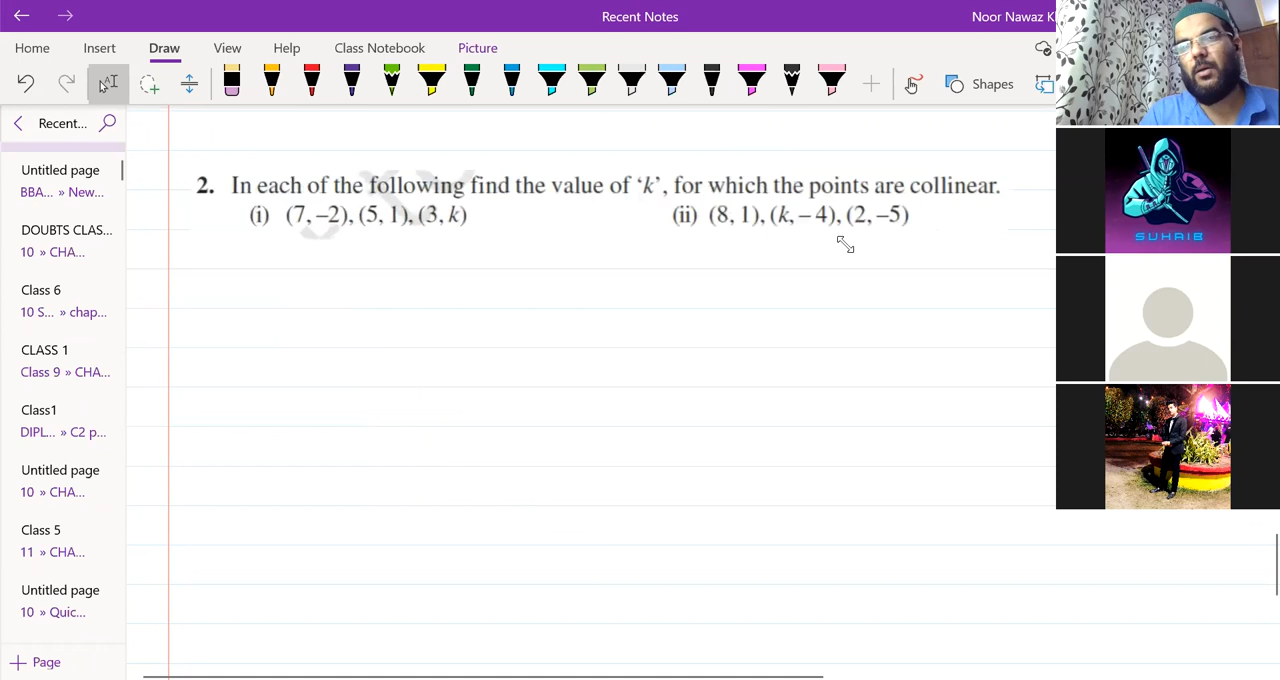 Recent Notes
Noor Nawaz K
Home Insert Draw View Help Class Notebook Picture
Shapes
Recent...
Untitled page
BBA... » New...
DOUBTS CLAS...
10 » CHA...
Class 6
10 S... » chap...
CLASS 1
Class 9 » CHA...
Class1
DIPL... » C2 p...
Untitled page
10 » CHA...
Class 5
11 » CHA...
Untitled page
10 » Quic...
Page
2. In each of the following find the value of ‘k’, for which the points are collinear.
(i) (7, –2), (5, 1), (3, k) (ii) (8, 1), (k, – 4), (2, –5)
SUHAIB